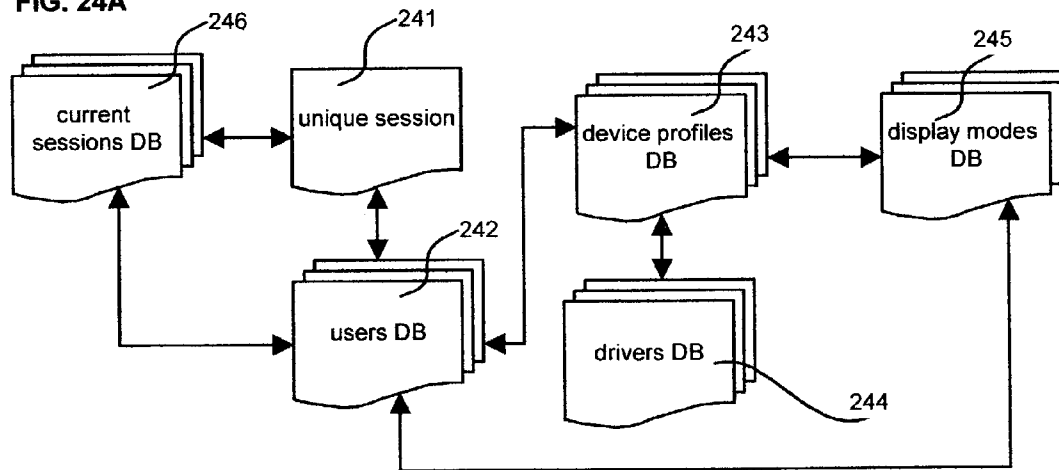 FIG. 24A
246
241
243
245
current
sessions DB
unique session
device profiles
DB
display modes
DB
242
users DB
drivers DB
244